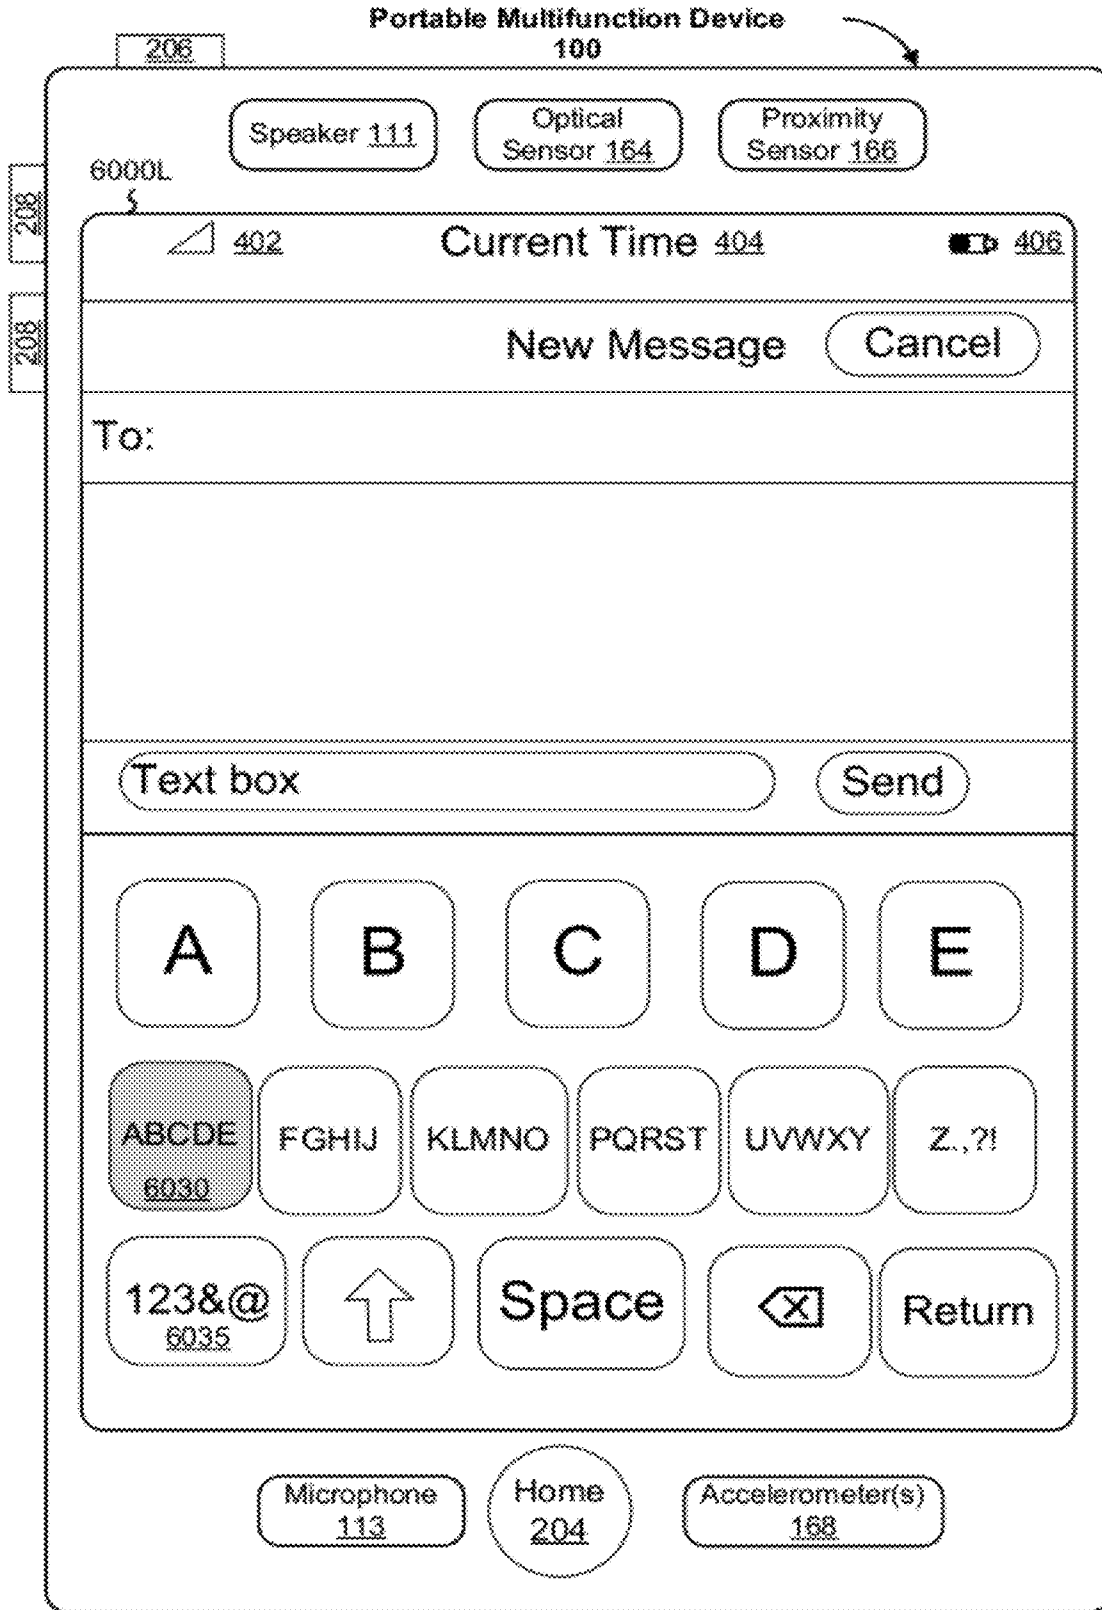 Portable Multifunction Device
100
206
Speaker 111
Optical
Sensor 164
Proximity
Sensor 166
6000L
208
208
402
Current Time 404
406
New Message
Cancel
To:
Text box
Send
A
B
C
D
E
ABCDE
6030
FGHIJ
KLMNO
PQRST
UVWXY
Z.,?!
123&@
6035
Space
X
Return
Microphone
113
Home
204
Accelerometer(s)
168